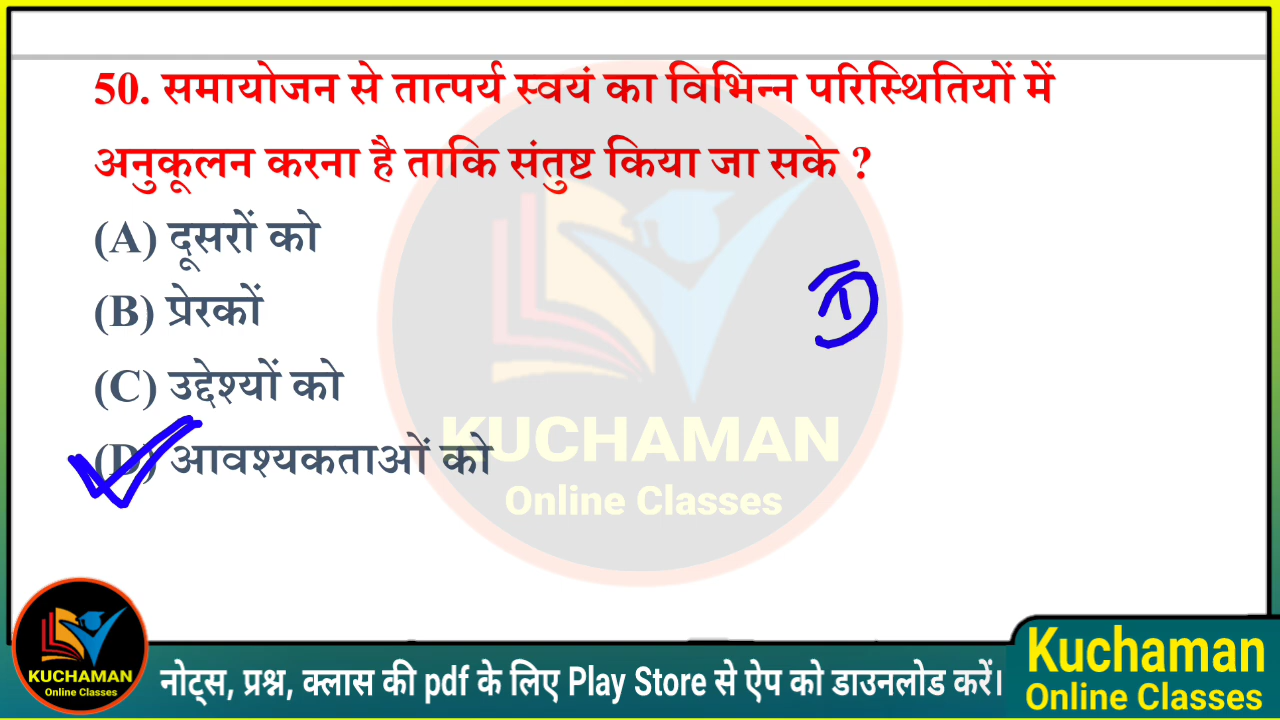 50. समायोजन से तात्पर्य स्वयं का विभिन्न परिस्थितियों में
अनुकूलन करना है ताकि संतुष्ट किया जा सके ?
(A) दूसरों को
(B) प्रेरकों
(C) उद्देश्यों को
(D) आवश्यकताओं को
KUCHAMAN
Online Classes
KUCHAMAN
Online Classes
नोट्स, प्रश्न, क्लास की pdf के लिए Play Store से ऐप को डाउनलोड करें।
Kuchaman
Online Classes